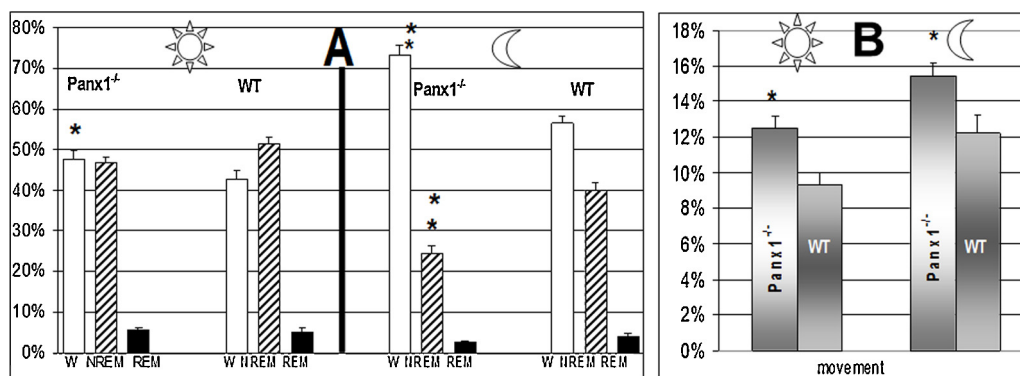 A
80%
70%
60%
50%
40%
30%
20%
10%
0%
Panx1-/-
WT
Panx1-/-
WT
*
*
*
*
*
W NREM REM
W NREM REM
W NREM REM
W NREM REM
B
18%
16%
14%
12%
10%
8%
6%
4%
2%
0%
*
*
Panx1-/-
WT
Panx1-/-
WT
movement